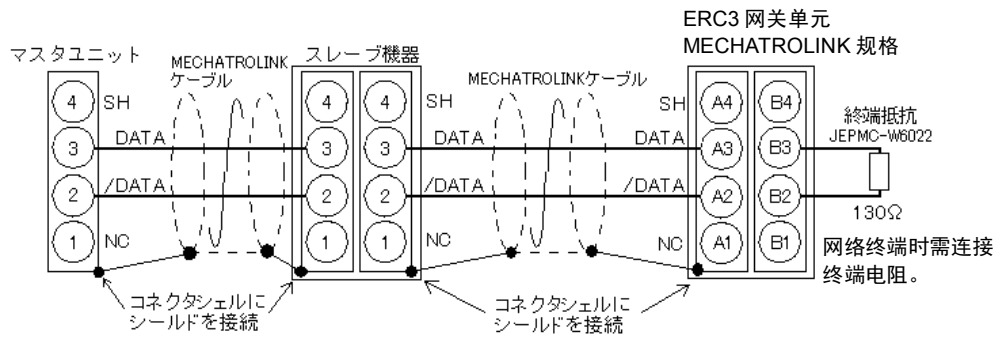 ERC3 网关单元
MECHATROLINK 规格
マスタユニット
MECHATROLINK
ケーブル
スレーブ機器
MECHATROLINKケーブル
4 SH
4 4 SH
SH A4 B4
終端抵抗
JEPMC-W6022
3 DATA
3 3 DATA
DATA A3 B3
2 /DATA
2 2 /DATA
/DATA A2 B2
130Ω
1 NC
1 1 NC
NC A1 B1
网络终端时需连接
终端电阻。
コネクタシェルに
シールドを接続
コネクタシェルに
シールドを接続